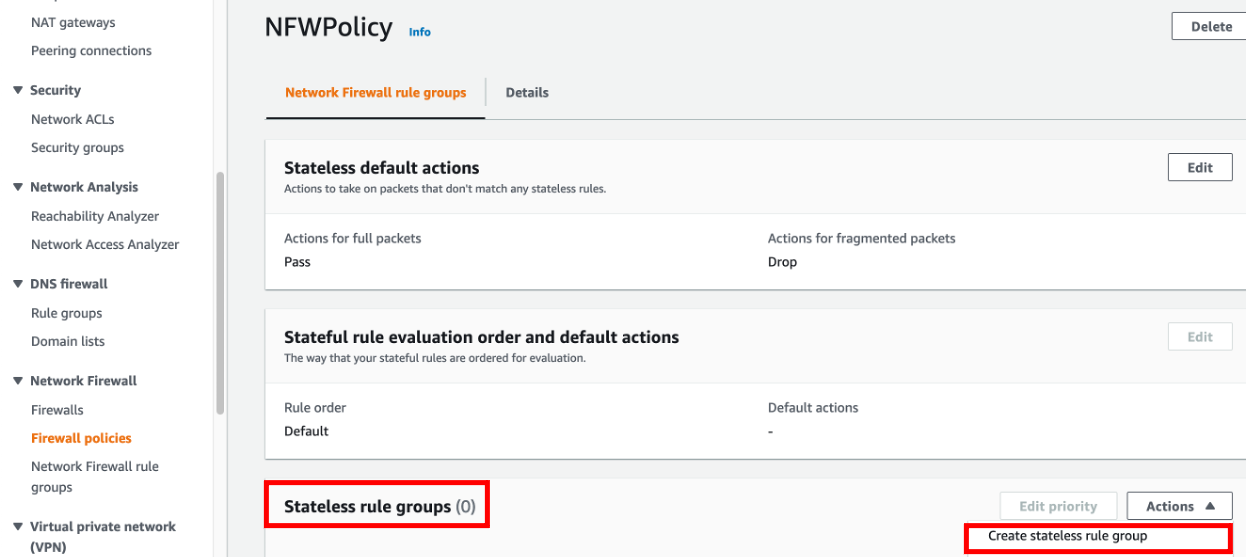 NAT gateways
Peering connections
Security
Network ACLs
Security groups
Network Analysis
Reachability Analyzer
Network Access Analyzer
DNS firewall
Rule groups
Domain lists
Network Firewall
Firewalls
Firewall policies
Network Firewall rule
groups
Virtual private network
(VPN)
NFWPolicy Info
Delete
Network Firewall rule groups
Details
Stateless default actions
Edit
Actions to take on packets that don't match any stateless rules.
Actions for full packets
Pass
Actions for fragmented packets
Drop
Stateful rule evaluation order and default actions
Edit
The way that your stateful rules are ordered for evaluation.
Rule order
Default
Default actions
-
Stateless rule groups (0)
Edit priority
Actions
Create stateless rule group